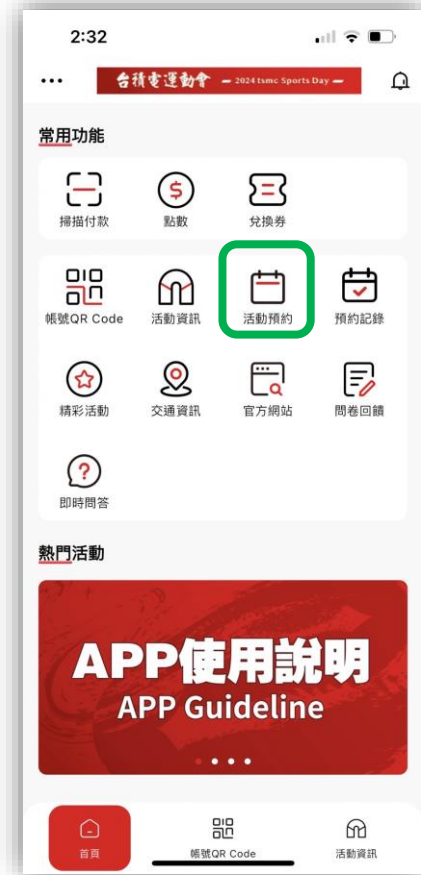 2:32
台積電運動會 — 2024 tsmc Sports Day —
常用功能
掃描付款 點數 兌換券
帳號QR Code 活動資訊 活動預約 預約記錄
精彩活動 交通資訊 官方網站 問卷回饋
即時問答
熱門活動
APP使用說明
APP Guideline
首頁 帳號QR Code 活動資訊